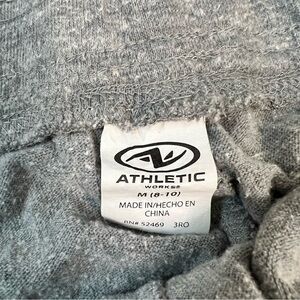 ATHLETIC
WORKS®
M (8-10)
MADE IN/HECHO EN
CHINA
RN# 52469 3RO